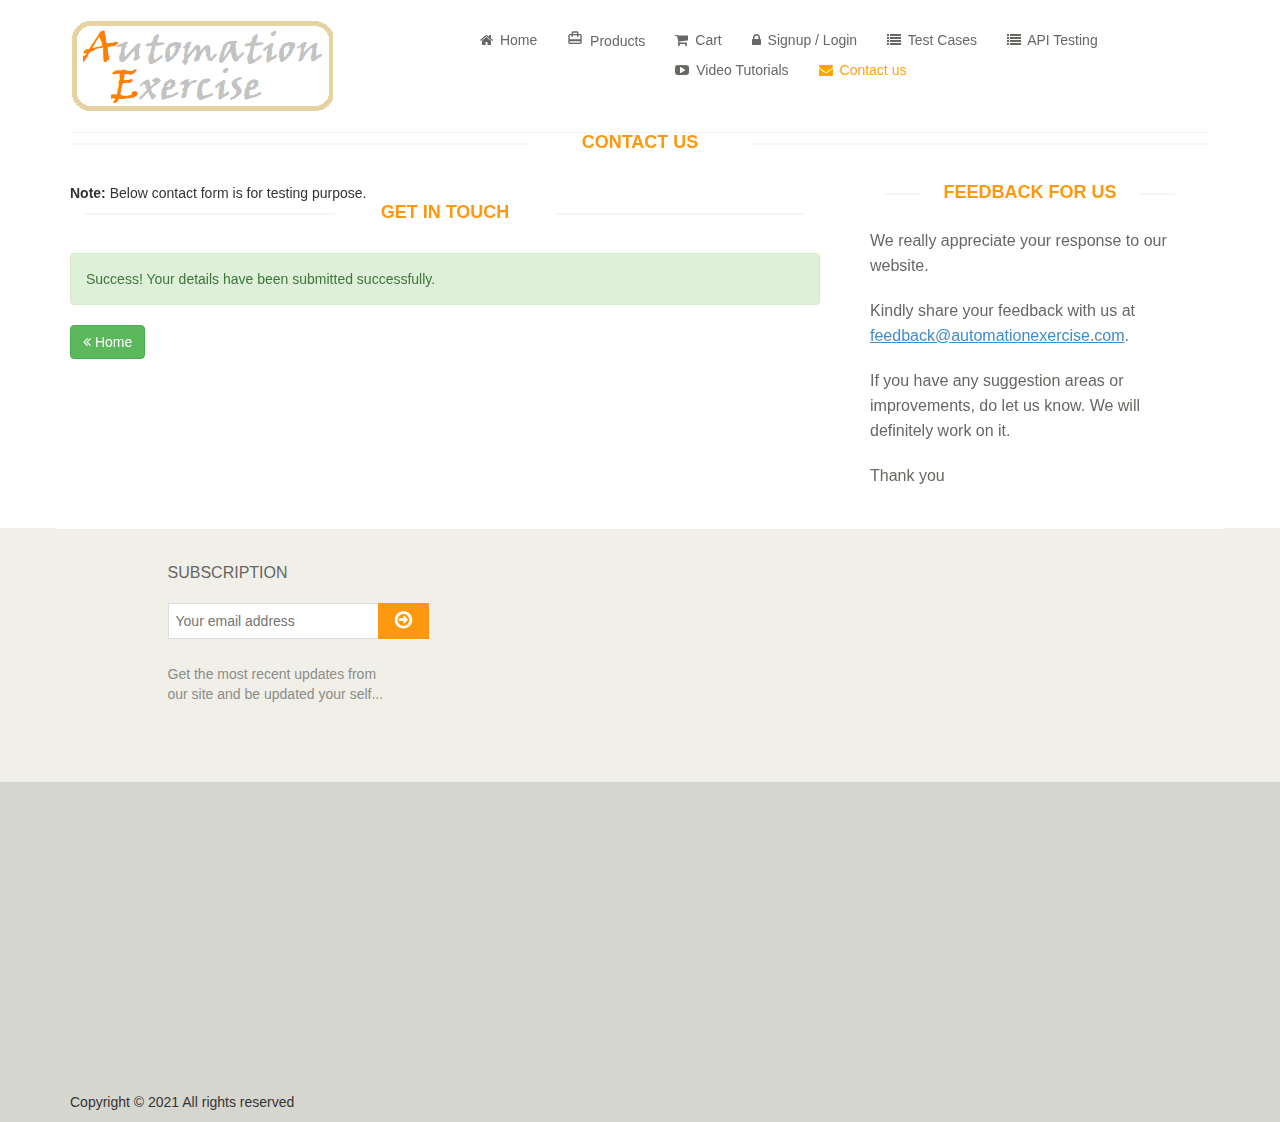 Automation
Exercise
Home
Products
Cart
Signup / Login
Test Cases
API Testing
Video Tutorials
Contact us
CONTACT US
Note: Below contact form is for testing purpose.
GET IN TOUCH
Success! Your details have been submitted successfully.
Home
FEEDBACK FOR US
We really appreciate your response to our
website.
Kindly share your feedback with us at
feedback@automationexercise.com.
If you have any suggestion areas or
improvements, do let us know. We will
definitely work on it.
Thank you
SUBSCRIPTION
Your email address
Get the most recent updates from
our site and be updated your self...
Copyright © 2021 All rights reserved